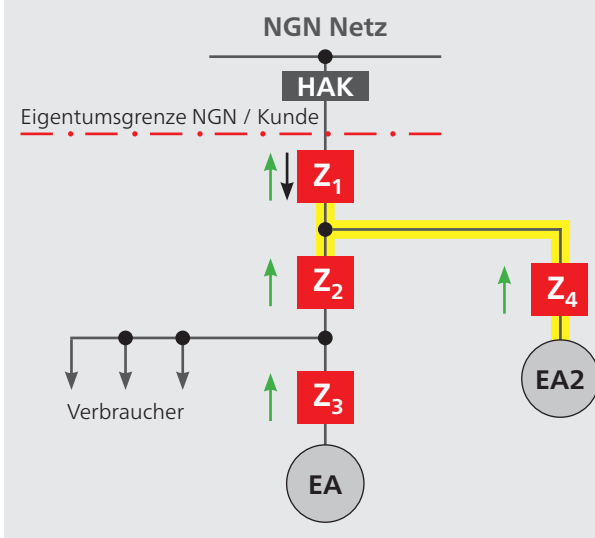 NGN Netz
HAK
Eigentumsgrenze NGN / Kunde
Z1
Z2
Z4
EA2
Verbraucher
Z3
EA